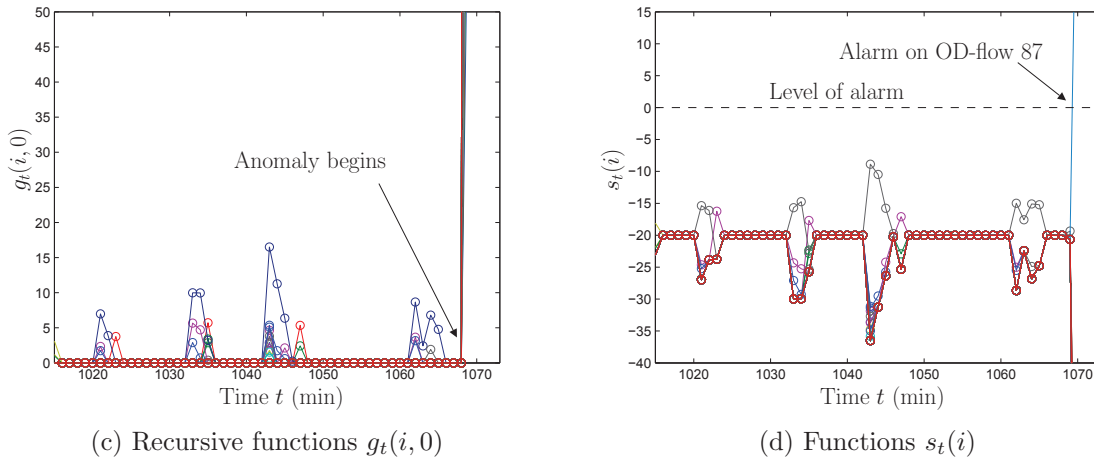 50
45
40
35
30
25
20
15
10
5
0
g_t(i, 0)
Anomaly begins
1020 1030 1040 1050 1060 1070
Time t (min)
(c) Recursive functions g_t(i, 0)
15
10
5
0
−5
−10
−15
−20
−25
−30
−35
−40
s_t(i)
Alarm on OD-flow 87
Level of alarm
1020 1030 1040 1050 1060 1070
Time t (min)
(d) Functions s_t(i)